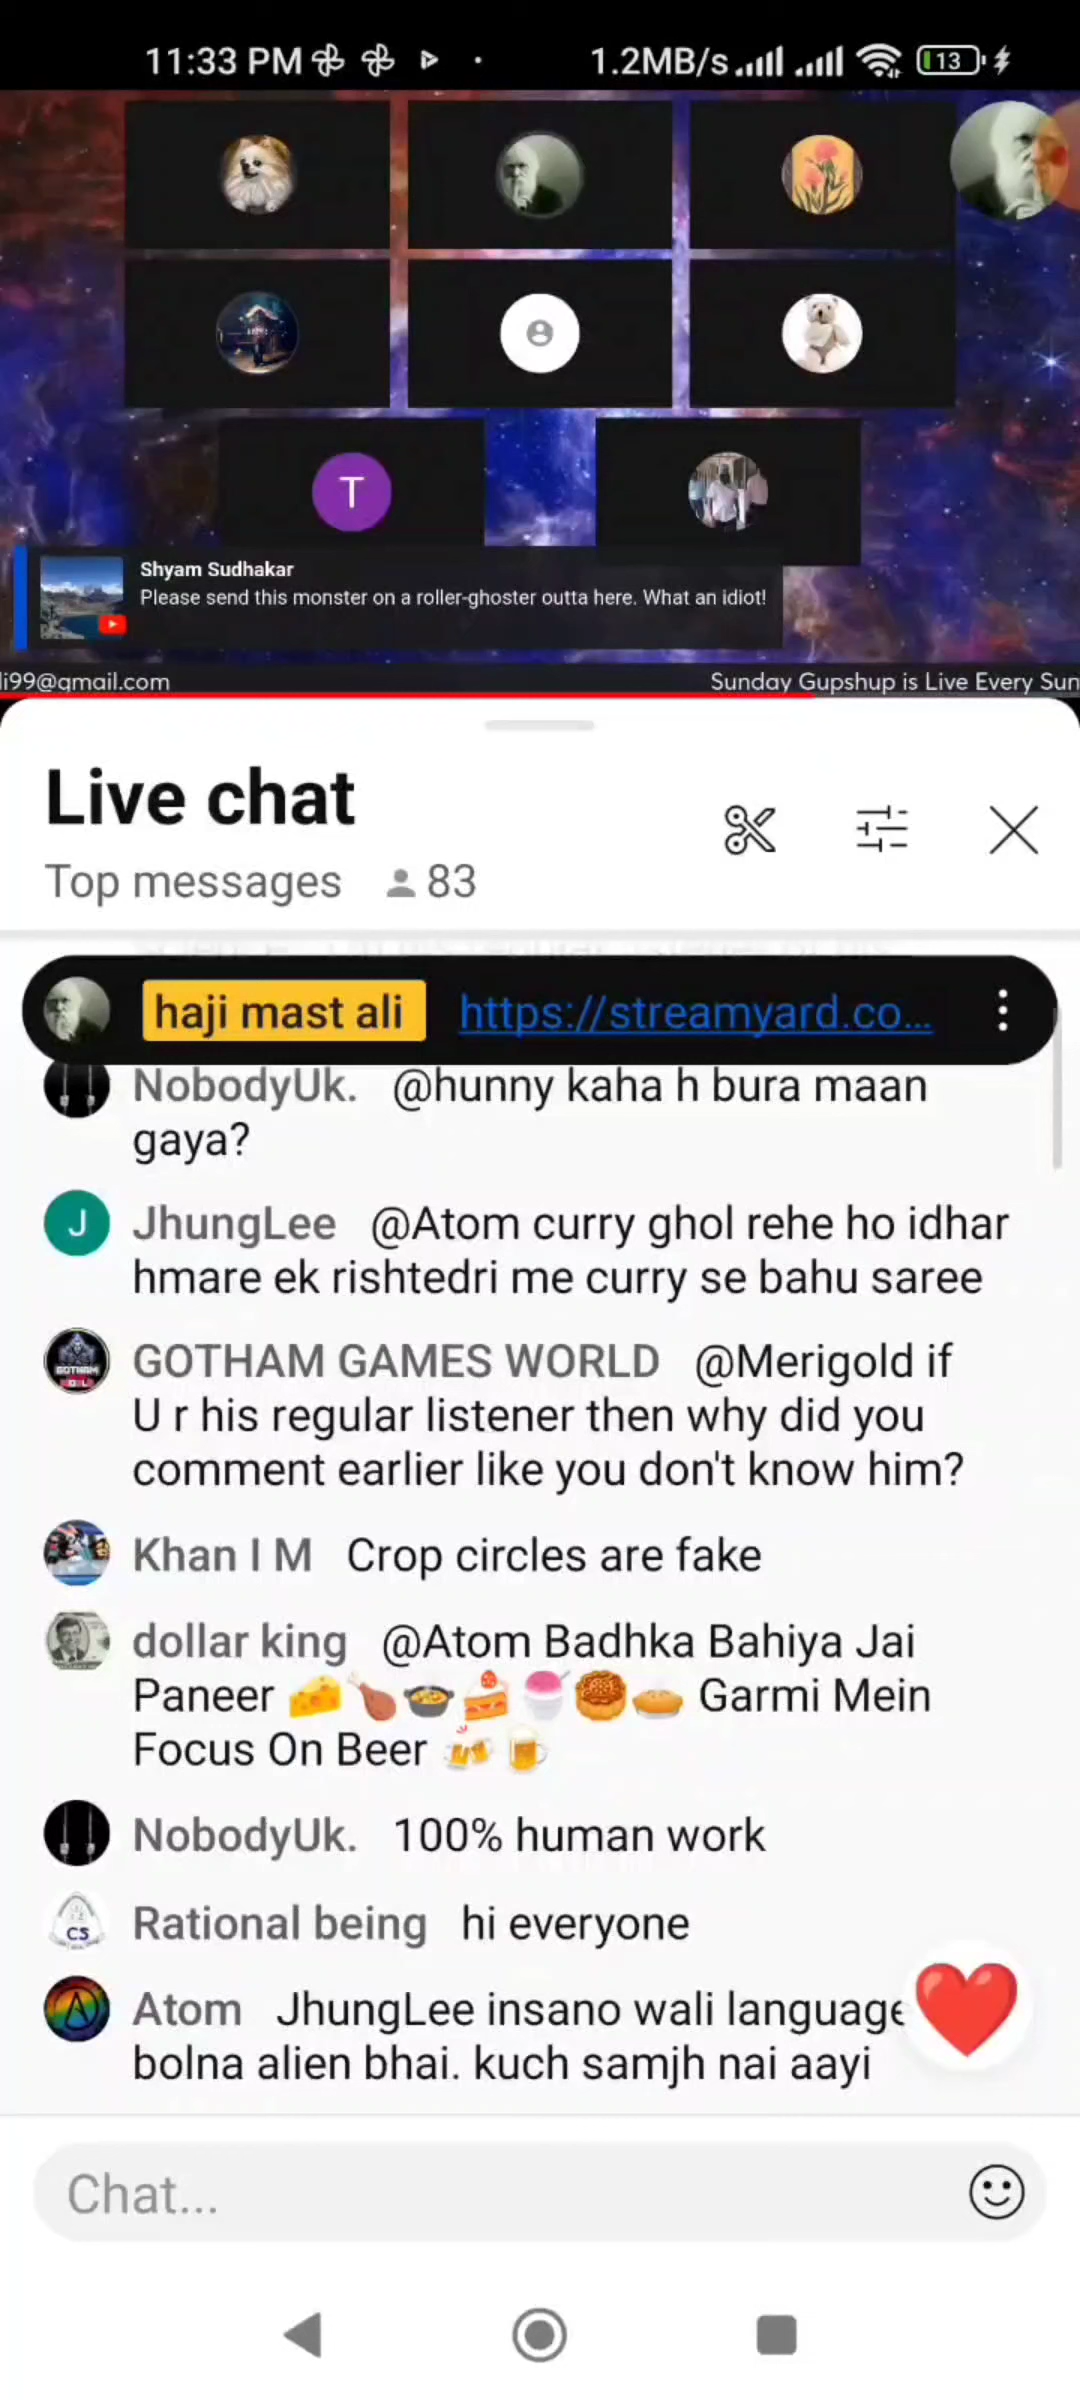 11:33 PM 1.2MB/s 13
T
Shyam Sudhakar
Please send this monster on a roller-ghoster outta here. What an idiot!
li99@gmail.com Sunday Gupshup is Live Every Sun
Live chat
Top messages 83
haji mast ali https://streamyard.co...
NobodyUk. @hunny kaha h bura maan
gaya?
J JhungLee @Atom curry ghol rehe ho idhar
hmare ek rishtedri me curry se bahu saree
GOTHAM GAMES WORLD @Merigold if
U r his regular listener then why did you
comment earlier like you don't know him?
Khan I M Crop circles are fake
dollar king @Atom Badhka Bahiya Jai
Paneer 🧀🍗🍲🍰🍧🥮🥧 Garmi Mein
Focus On Beer 🍻🍺
NobodyUk. 100% human work
CS Rational being hi everyone
Atom JhungLee insano wali language
bolna alien bhai. kuch samjh nai aayi
Chat...